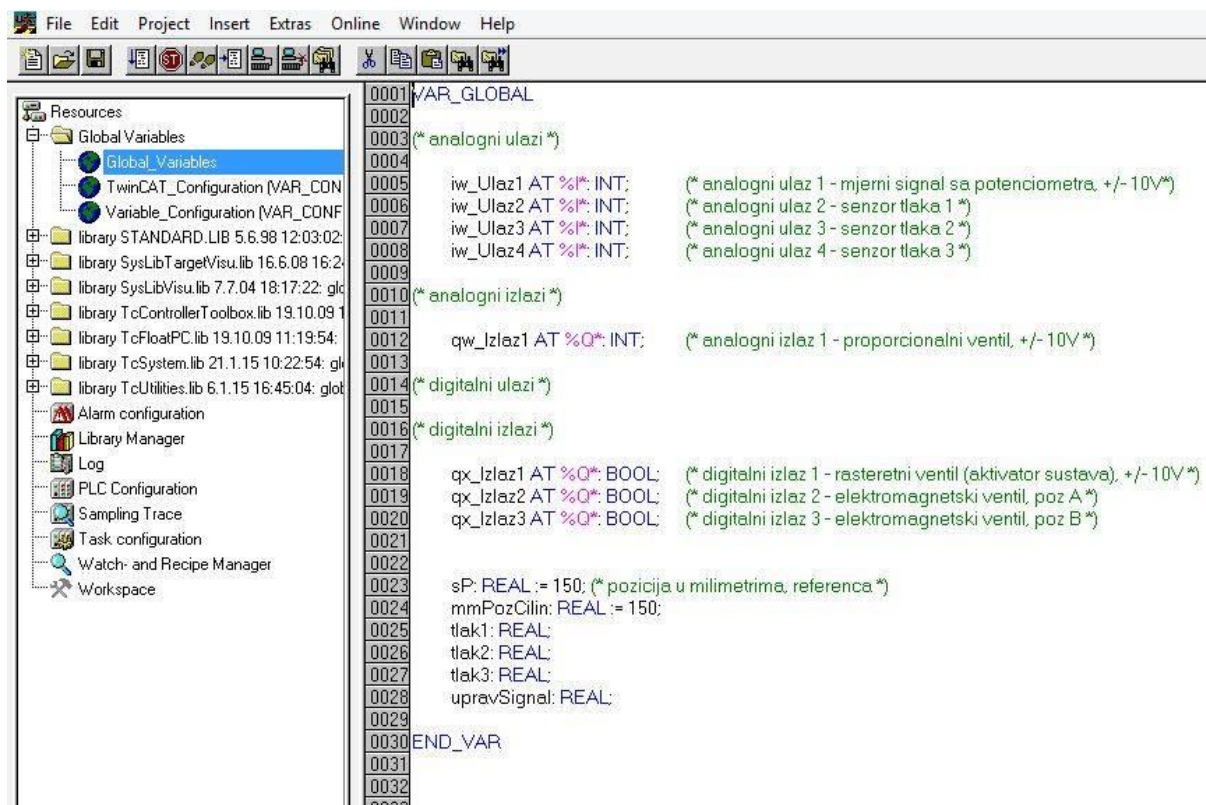 File Edit Project Insert Extras Online Window Help
Resources
Global Variables
Global_Variables
TwinCAT_Configuration (VAR_CON
Variable_Configuration (VAR_CONF
library STANDARD.LIB 5.6.98 12:03:02:
library SysLibTargetVisu.lib 16.6.08 16:2
library SysLibVisu.lib 7.7.04 18:17:22: glo
library TcControllerToolbox.lib 19.10.09 1
library TcFloatPC.lib 19.10.09 11:19:54:
library TcSystem.lib 21.1.15 10:22:54: gl
library TcUtilities.lib 6.1.15 16:45:04: glob
Alarm configuration
Library Manager
Log
PLC Configuration
Sampling Trace
Task configuration
Watch- and Recipe Manager
Workspace
0001 VAR_GLOBAL
0002
0003 (* analogni ulazi *)
0004
0005 iw_Ulaz1 AT %I*: INT; (* analogni ulaz 1 - mjerni signal sa potenciometra, +/- 10V*)
0006 iw_Ulaz2 AT %I*: INT; (* analogni ulaz 2 - senzor tlaka 1 *)
0007 iw_Ulaz3 AT %I*: INT; (* analogni ulaz 3 - senzor tlaka 2 *)
0008 iw_Ulaz4 AT %I*: INT; (* analogni ulaz 4 - senzor tlaka 3 *)
0009
0010 (* analogni izlazi *)
0011
0012 qw_Izlaz1 AT %Q*: INT; (* analogni izlaz 1 - proporcionalni ventil, +/- 10V *)
0013
0014 (* digitalni ulazi *)
0015
0016 (* digitalni izlazi *)
0017
0018 qx_Izlaz1 AT %Q*: BOOL; (* digitalni izlaz 1 - rasteretni ventil (aktivator sustava), +/- 10V *)
0019 qx_Izlaz2 AT %Q*: BOOL; (* digitalni izlaz 2 - elektromagnetski ventil, poz A *)
0020 qx_Izlaz3 AT %Q*: BOOL; (* digitalni izlaz 3 - elektromagnetski ventil, poz B *)
0021
0022
0023 sP: REAL := 150; (* pozicija u milimetrima, referenca *)
0024 mmPozCilin: REAL := 150;
0025 tlak1: REAL;
0026 tlak2: REAL;
0027 tlak3: REAL;
0028 upravSignal: REAL;
0029
0030 END_VAR
0031
0032